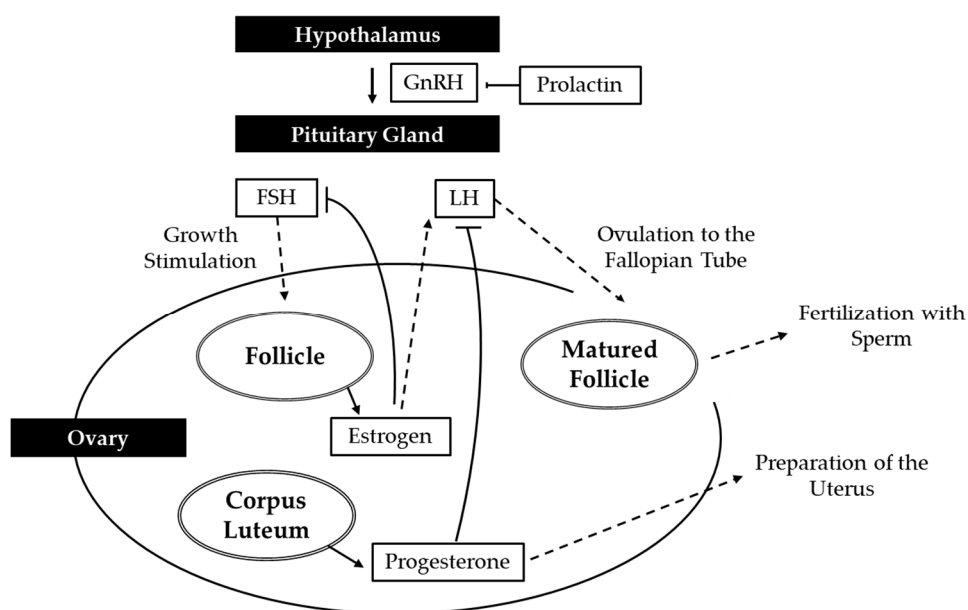 Hypothalamus
GnRH
Prolactin
Pituitary Gland
FSH
LH
Growth
Stimulation
Ovulation to the
Fallopian Tube
Fertilization with
Sperm
Follicle
Matured
Follicle
Ovary
Estrogen
Preparation of the
Uterus
Corpus
Luteum
Progesterone